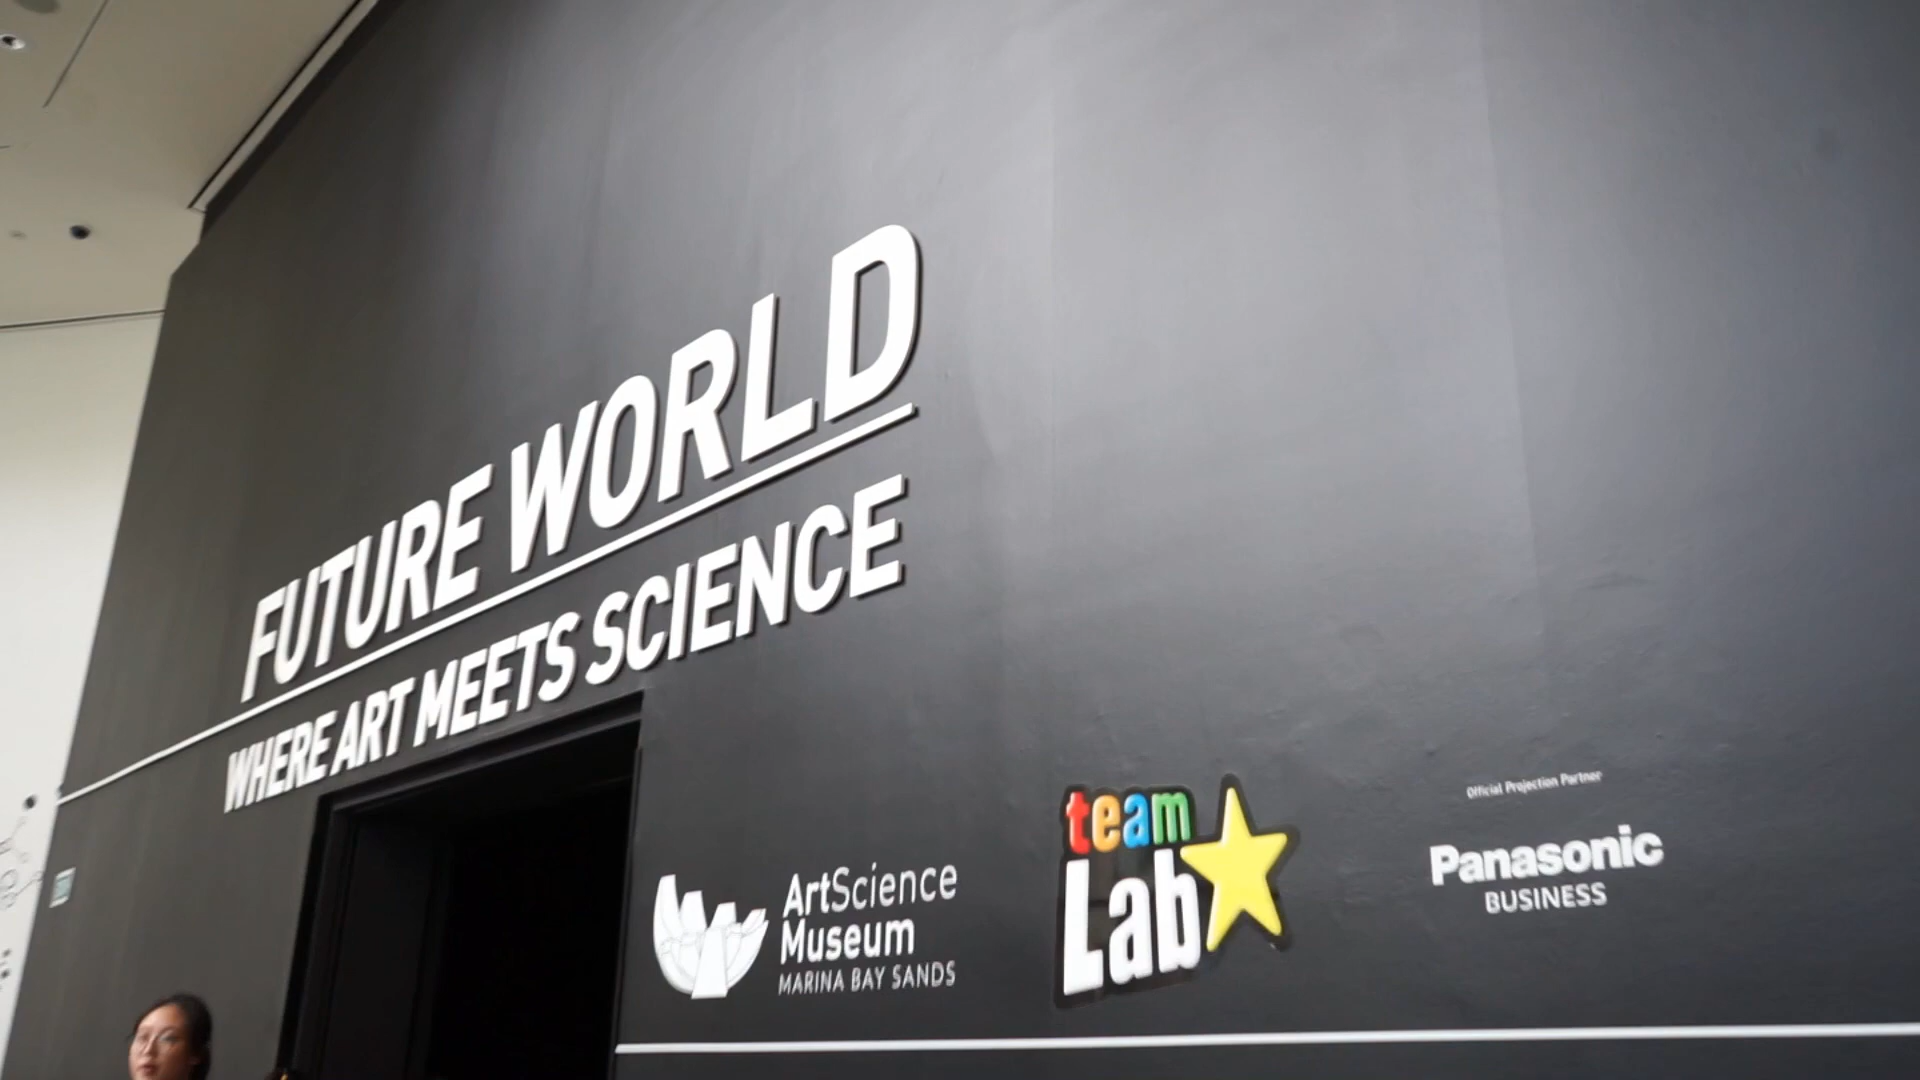 FUTURE WORLD
WHERE ART MEETS SCIENCE
ArtScience
Museum
MARINA BAY SANDS
team
Lab
Official Projection Partner
Panasonic
BUSINESS